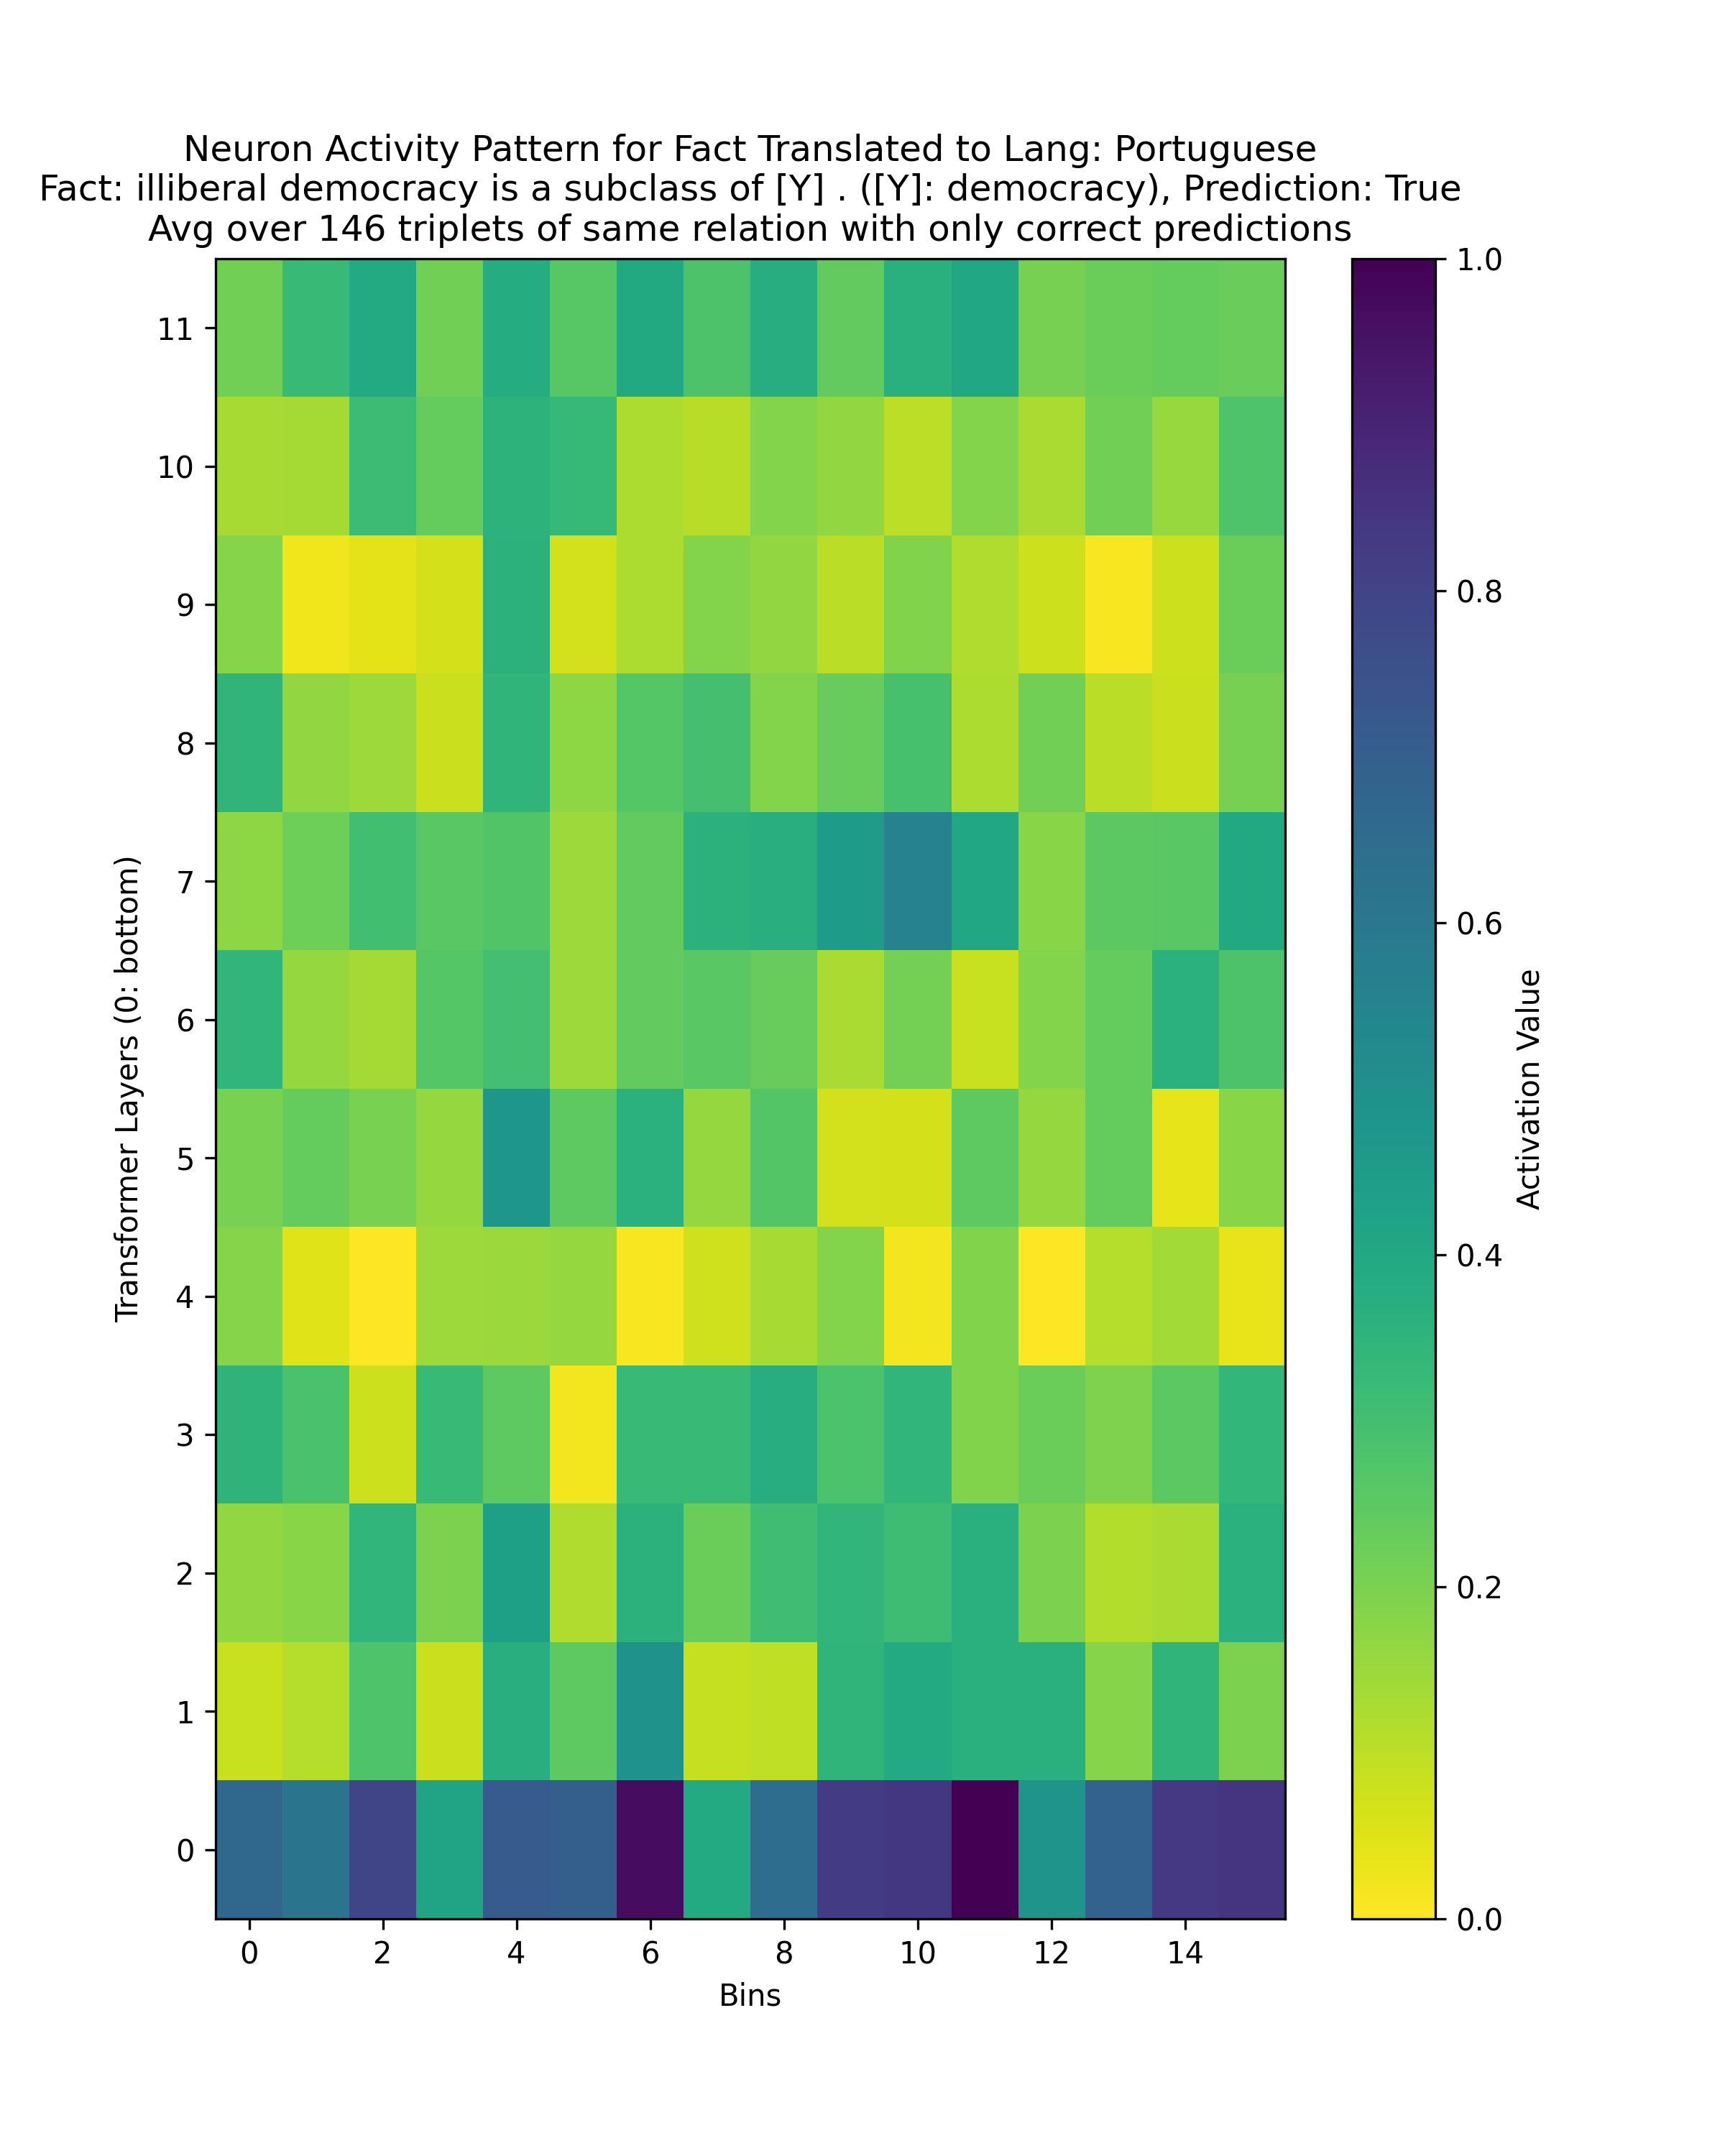 Neuron Activity Pattern for Fact Translated to Lang: Portuguese
Fact: illiberal democracy is a subclass of [Y] . ([Y]: democracy), Prediction: True
Avg over 146 triplets of same relation with only correct predictions
11
10
9
8
7
6
5
4
3
2
1
0
Transformer Layers (0: bottom)
0 2 4 6 8 10 12 14
Bins
1.0
0.8
0.6
0.4
0.2
0.0
Activation Value